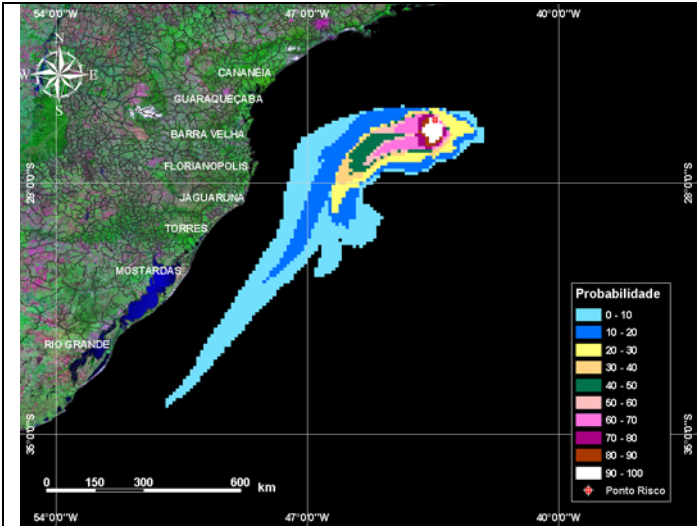 54°0'0"W 47°0'0"W 40°0'0"W
N
W E
S
CANANEIA
GUARAQUEÇABA
BARRA VELHA
FLORIANOPOLIS
28°0'0"S 28°0'0"S
JAGUARUNA
TORRES
MOSTARDAS
RIO GRANDE
Probabilidade
0 - 10
10 - 20
20 - 30
30 - 40
40 - 50
50 - 60
60 - 70
70 - 80
80 - 90
90 - 100
Ponto Risco
35°0'0"S 35°0'0"S
0 150 300 600 km
54°0'0"W 47°0'0"W 40°0'0"W